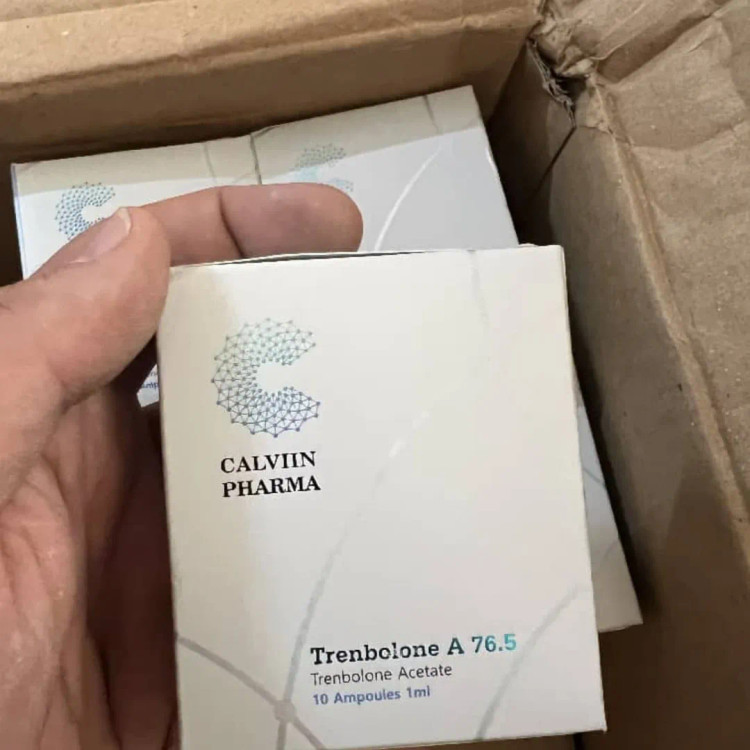 CALVIIN
PHARMA
Trenbolone A 76.5
Trenbolone Acetate
10 Ampoules 1ml